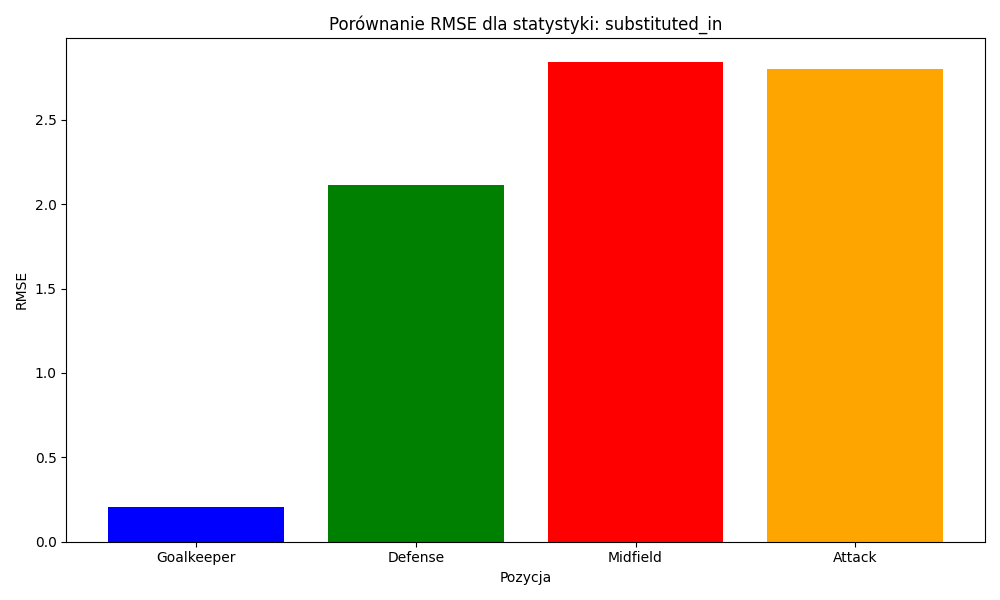 Porównanie RMSE dla statystyki: substituted_in
RMSE
2.5
2.0
1.5
1.0
0.5
0.0
Goalkeeper
Defense
Midfield
Attack
Pozycja